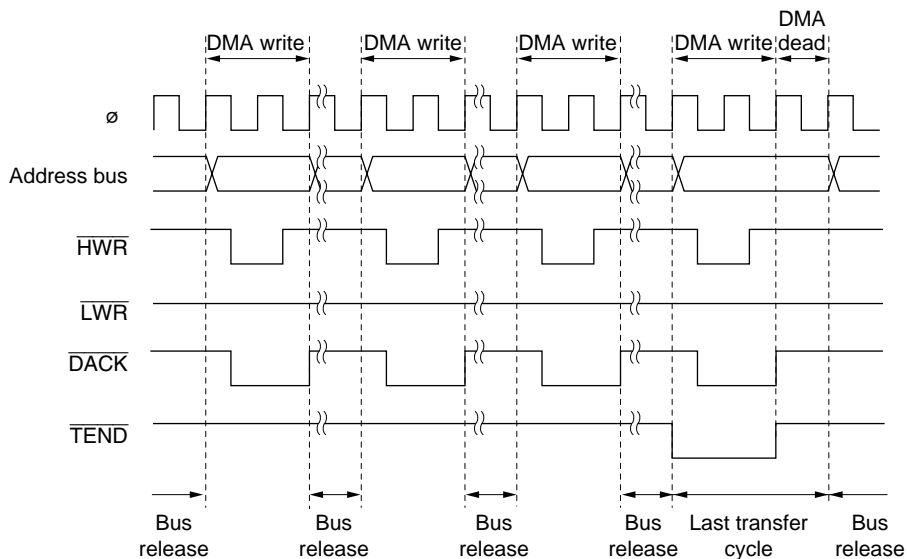 DMA
DMA write DMA write DMA write DMA write dead
ø
Address bus
HWR
LWR
DACK
TEND
Bus Bus Bus Bus Last transfer Bus
release release release release cycle release